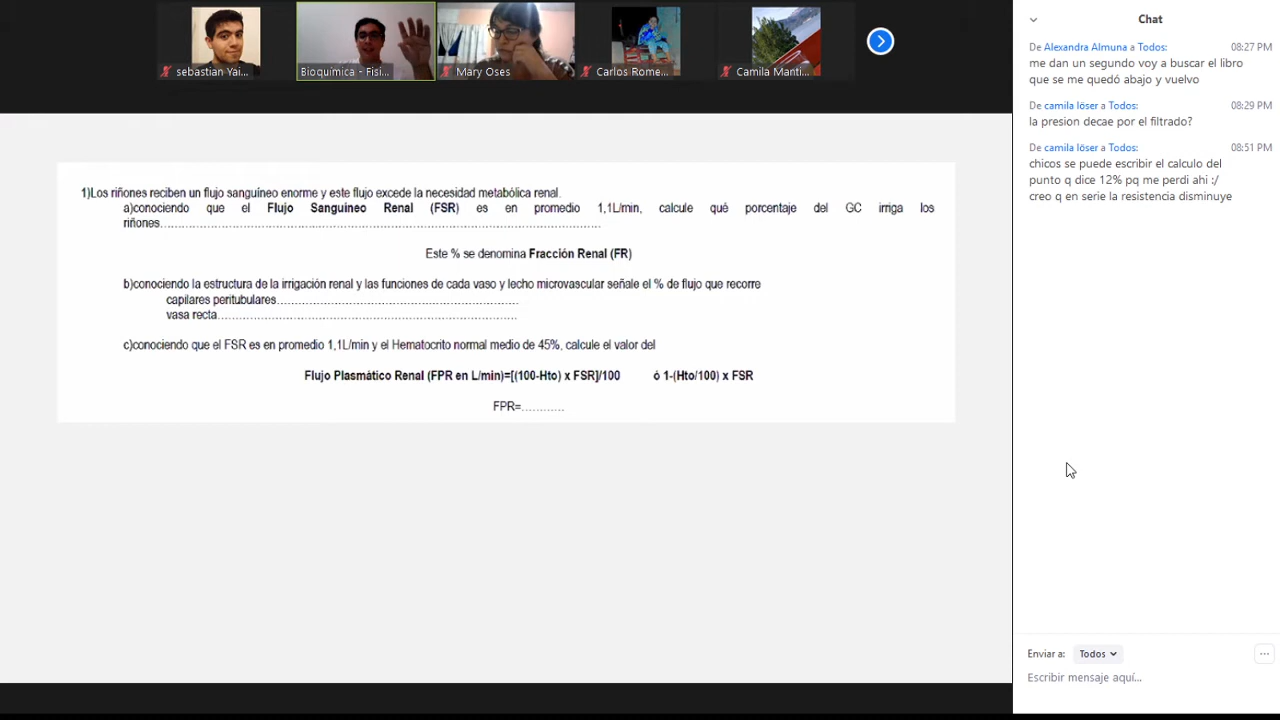 sebastian Yai...
Bioquímica - Fisi...
Mary Oses
Carlos Rome...
Camila Manti...
1)Los riñones reciben un flujo sanguíneo enorme y este flujo excede la necesidad metabólica renal.
a)conociendo que el Flujo Sanguíneo Renal (FSR) es en promedio 1,1L/min, calcule qué porcentaje del GC irriga los
riñones............................................................
Este % se denomina Fracción Renal (FR)
b)conociendo la estructura de la irrigación renal y las funciones de cada vaso y lecho microvascular señale el % de flujo que recorre
capilares peritubulares............................................................
vasa recta............................................................
c)conociendo que el FSR es en promedio 1,1L/min y el Hematocrito normal medio de 45%, calcule el valor del
Flujo Plasmático Renal (FPR en L/min)=[(100-Hto) x FSR]/100 ó 1-(Hto/100) x FSR
FPR=............
Chat
De Alexandra Almuna a Todos: 08:27 PM
me dan un segundo voy a buscar el libro
que se me quedó abajo y vuelvo
De camila löser a Todos: 08:29 PM
la presion decae por el filtrado?
De camila löser a Todos: 08:51 PM
chicos se puede escribir el calculo del
punto q dice 12% pq me perdi ahi :/
creo q en serie la resistencia disminuye
Enviar a: Todos
Escribir mensaje aquí...